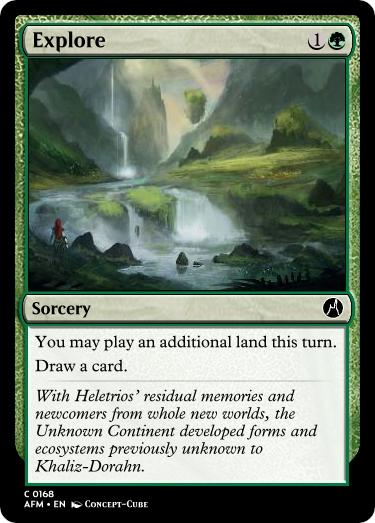 Explore 1
Sorcery
You may play an additional land this turn.
Draw a card.
With Heletrios' residual memories and
newcomers from whole new worlds, the
Unknown Continent developed forms and
ecosystems previously unknown to
Khaliz-Dorahn.
C 0168
AFM • EN Concept-Cube